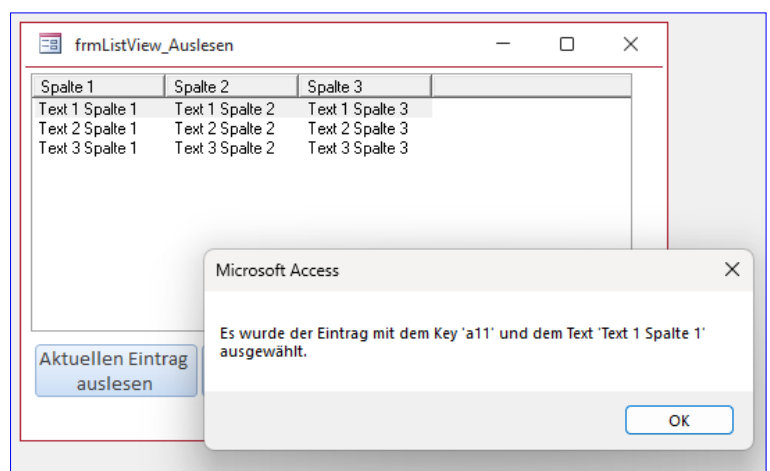 frmListView_Auslesen
Spalte 1 Spalte 2 Spalte 3
Text 1 Spalte 1 Text 1 Spalte 2 Text 1 Spalte 3
Text 2 Spalte 1 Text 2 Spalte 2 Text 2 Spalte 3
Text 3 Spalte 1 Text 3 Spalte 2 Text 3 Spalte 3
Microsoft Access
Es wurde der Eintrag mit dem Key 'a11' und dem Text 'Text 1 Spalte 1'
ausgewählt.
Aktuellen Eintrag
auslesen
OK